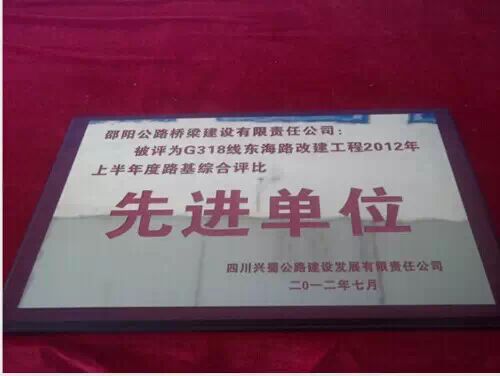 邵阳公路桥梁建设有限责任公司：
被评为G318线东海路改建工程2012年
上半年度路基综合评比
先进单位
四川兴蜀公路建设发展有限责任公司
二0一二年七月